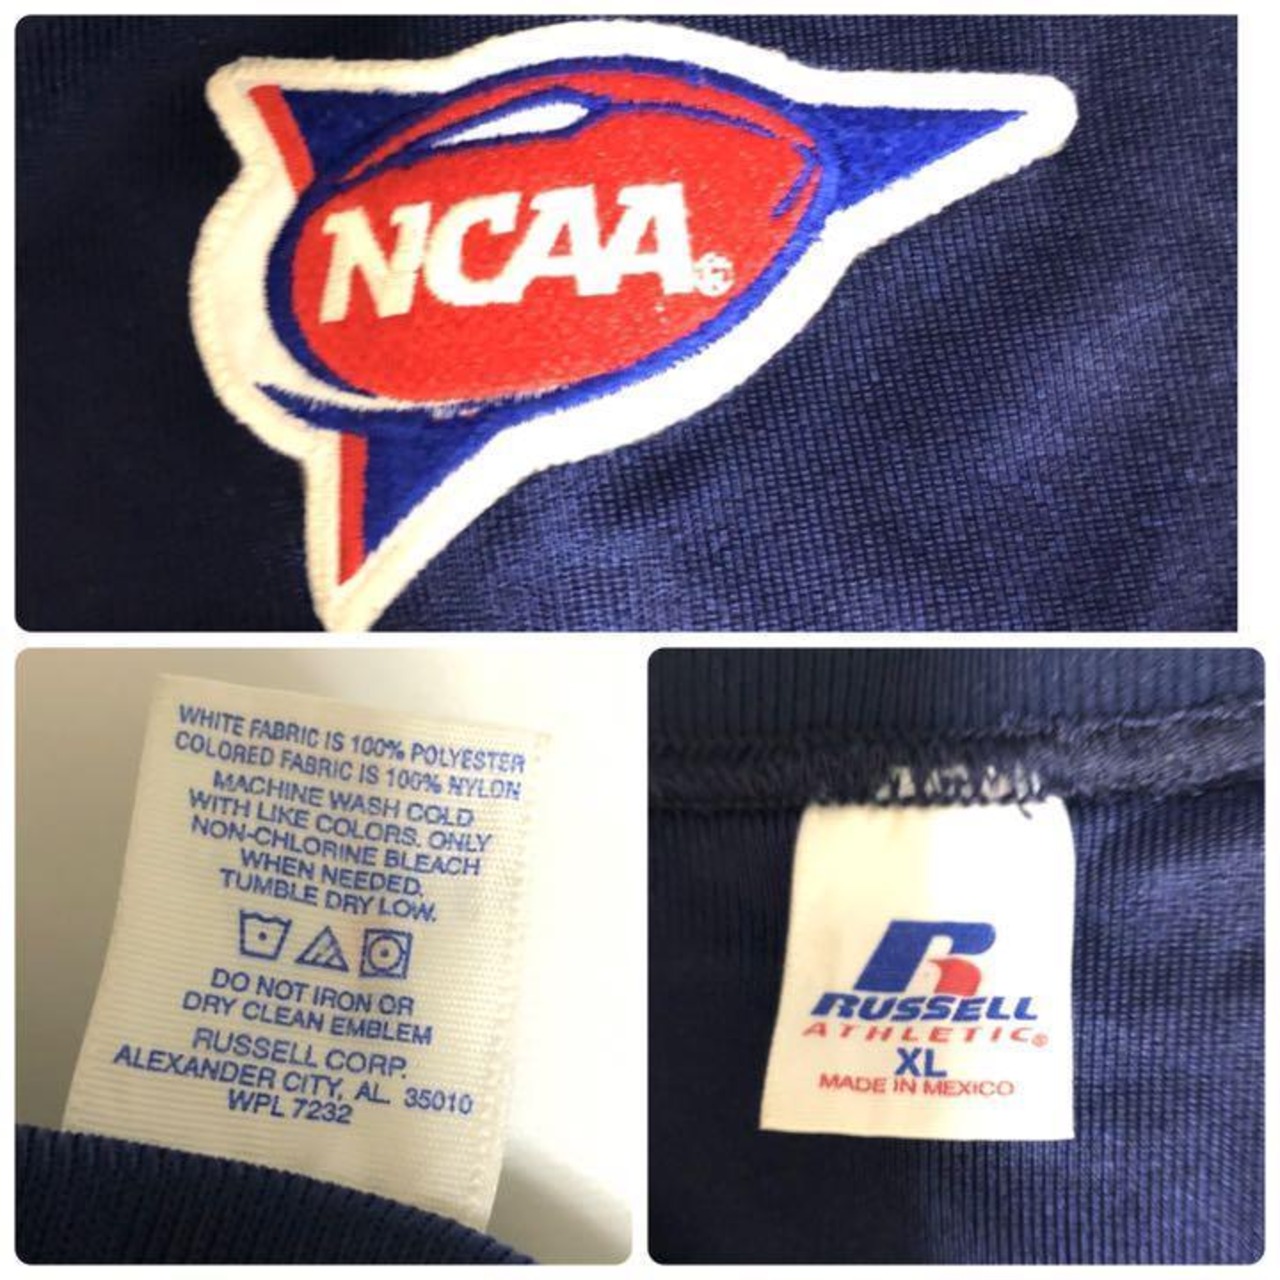 NCAA®
WHITE FABRIC IS 100% POLYESTER
COLORED FABRIC IS 100% NYLON
MACHINE WASH COLD
WITH LIKE COLORS. ONLY
NON-CHLORINE BLEACH
WHEN NEEDED.
TUMBLE DRY LOW.
DO NOT IRON OR
DRY CLEAN EMBLEM
RUSSELL CORP.
ALEXANDER CITY, AL. 35010
WPL 7232
RUSSELL
ATHLETIC®
XL
MADE IN MEXICO